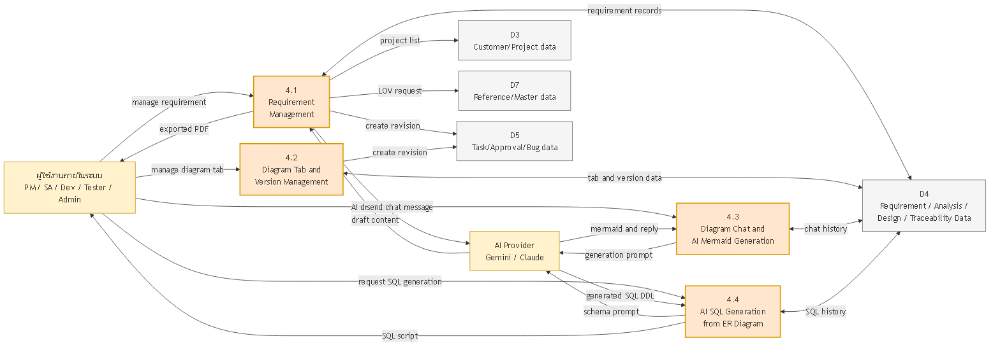 requirement records
D3
Customer/Project data
project list
D7
Reference/Master data
LOV request
4.1
Requirement
Management
manage requirement
create revision
exported PDF
D5
Task/Approval/Bug data
create revision
4.2
Diagram Tab and
Version Management
manage diagram tab
ผู้ใช้งานภายในระบบ
PM / SA / Dev / Tester /
Admin
tab and version data
D4
Requirement / Analysis /
Design / Traceability Data
AI dr
send chat message
draft content
4.3
Diagram Chat and
AI Mermaid Generation
mermaid and reply
chat history
AI Provider
Gemini / Claude
generation prompt
request SQL generation
generated SQL DDL
schema prompt
4.4
AI SQL Generation
from ER Diagram
SQL history
SQL script